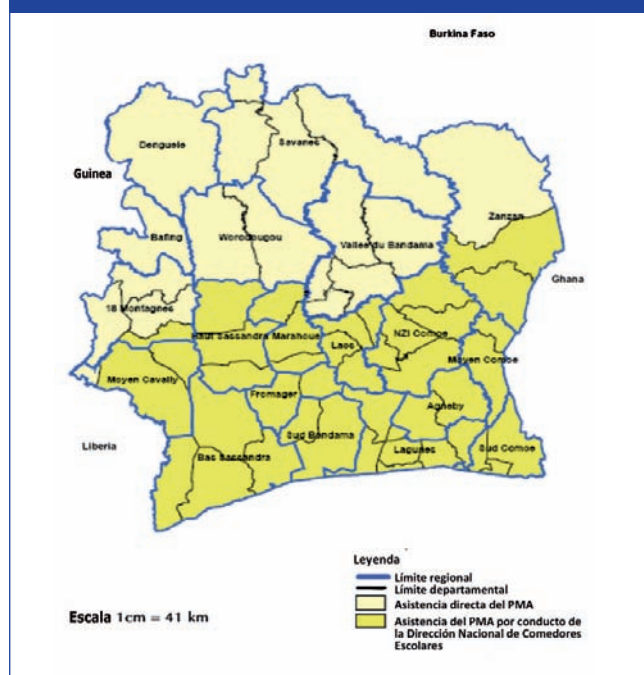 Burkina Faso
Denguele
Savanes
Guinea
Zanzan
Bafing
Worodougou
Vallee du Bandama
Ghana
18 Montagnes
Haut Sassandra
Marahoue
Laos
NZI Comoe
Moyen Comoe
Moyen Cavally
Fromager
Agneby
Sud Bandama
Liberia
Bas Sassandra
Lagunes
Sud Comoe
Leyenda
Límite regional
Límite departamental
Asistencia directa del PMA
Asistencia del PMA por conducto de
la Dirección Nacional de Comedores
Escolares
Escala 1cm = 41 km